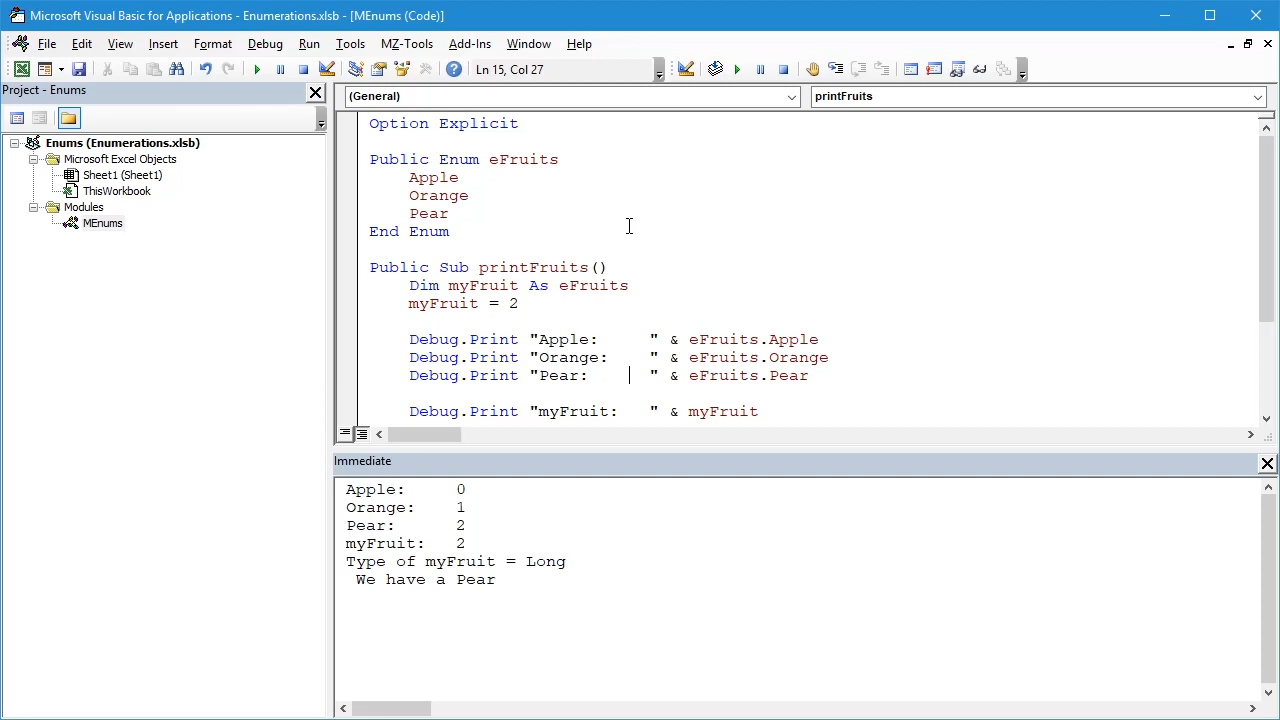 Microsoft Visual Basic for Applications - Enumerations.xlsb - [MEnums (Code)]
File Edit View Insert Format Debug Run Tools MZ-Tools Add-Ins Window Help
Ln 15, Col 27
Project - Enums
Enums (Enumerations.xlsb)
Microsoft Excel Objects
Sheet1 (Sheet1)
ThisWorkbook
Modules
MEnums
(General) printFruits
Option Explicit
Public Enum eFruits
    Apple
    Orange
    Pear
End Enum
Public Sub printFruits()
    Dim myFruit As eFruits
    myFruit = 2
    Debug.Print "Apple:     " & eFruits.Apple
    Debug.Print "Orange:    " & eFruits.Orange
    Debug.Print "Pear:      " & eFruits.Pear
    Debug.Print "myFruit:   " & myFruit
Immediate
Apple:     0
Orange:    1
Pear:      2
myFruit:   2
Type of myFruit = Long
 We have a Pear